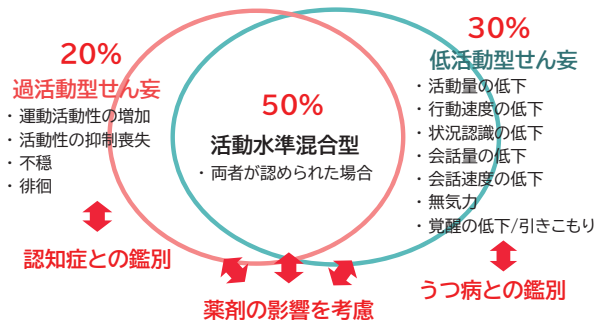 20%
過活動型せん妄
・運動活動性の増加
・活動性の抑制喪失
・不穏
・徘徊
認知症との鑑別
50%
活動水準混合型
・両者が認められた場合
薬剤の影響を考慮
30%
低活動型せん妄
・活動量の低下
・行動速度の低下
・状況認識の低下
・会話量の低下
・会話速度の低下
・無気力
・覚醒の低下/引きこもり
うつ病との鑑別